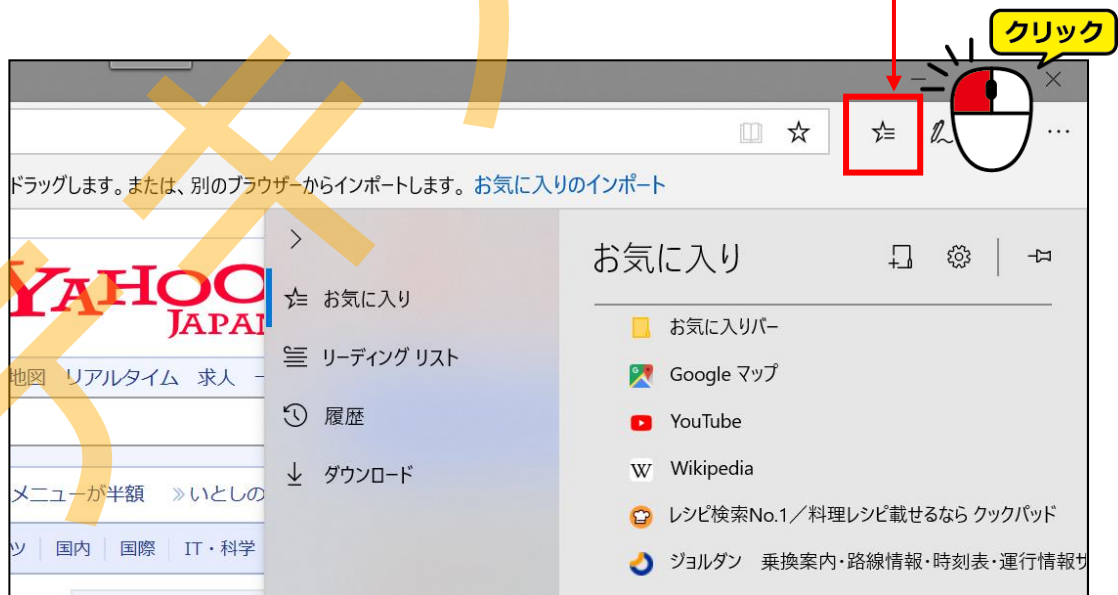 クリック
ドラッグします。または、別のブラウザーからインポートします。 お気に入りのインポート
YAHOO
JAPAN
地図 リアルタイム 求人
メニューが半額 ≫いとしの
ツ 国内 国際 IT・科学
お気に入り
リーディング リスト
履歴
ダウンロード
お気に入り
お気に入りバー
Google マップ
YouTube
W Wikipedia
レシピ検索No.1／料理レシピ載せるなら クックパッド
ジョルダン 乗換案内・路線情報・時刻表・運行情報サ